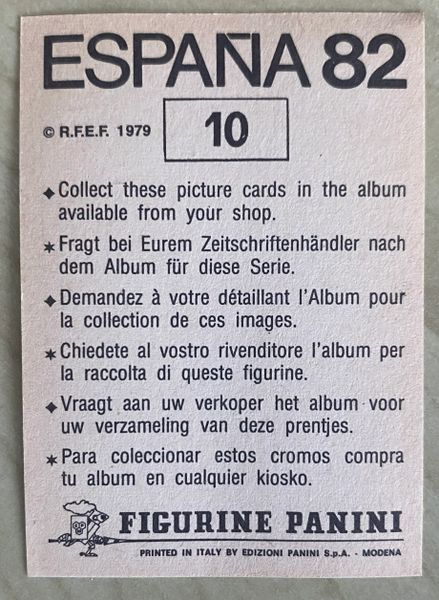 ESPAÑA 82
© R.F.E.F. 1979
10
◆ Collect these picture cards in the album
available from your shop.
✶ Fragt bei Eurem Zeitschriftenhändler nach
dem Album für diese Serie.
◆ Demandez à votre détaillant l'Album pour
la collection de ces images.
✶ Chiedete al vostro rivenditore l'album per
la raccolta di queste figurine.
◆ Vraagt aan uw verkoper het album voor
uw verzameling van deze prentjes.
✶ Para coleccionar estos cromos compra
tu album en cualquier kiosko.
FIGURINE PANINI
PRINTED IN ITALY BY EDIZIONI PANINI S.p.A. - MODENA